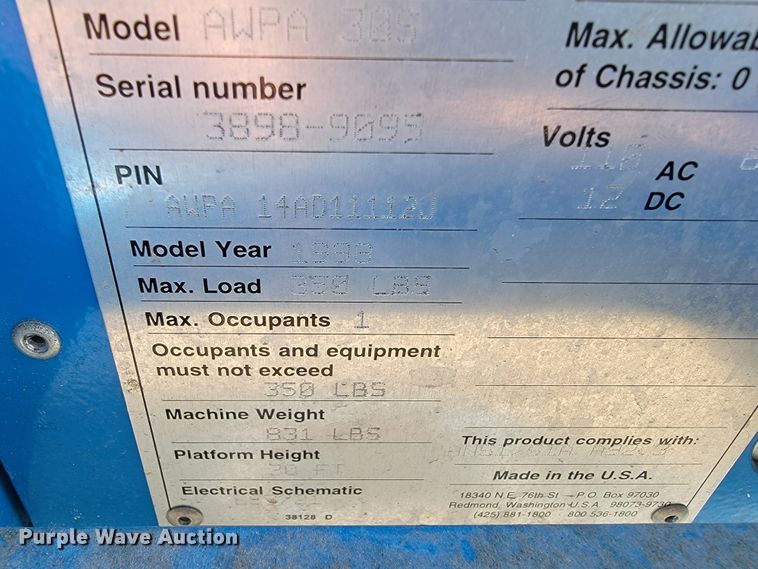 Model AWPA 30S
Serial number
3898-9095
PIN
AWPA 14AD11112J
Model Year
Max. Load 350 LBS
Max. Occupants 1
Occupants and equipment
must not exceed
350 LBS
Machine Weight
831 LBS
Platform Height
Electrical Schematic
38128 D
Max. Allowab
of Chassis: 0
Volts
AC
12 DC
This product complies with:
Made in the U.S.A.
18340 N.E. 76th St P.O. Box 97030
Redmond, Washington U.S.A. 98073-9730
(425) 881-1800 800 536-1800
Purple Wave Auction